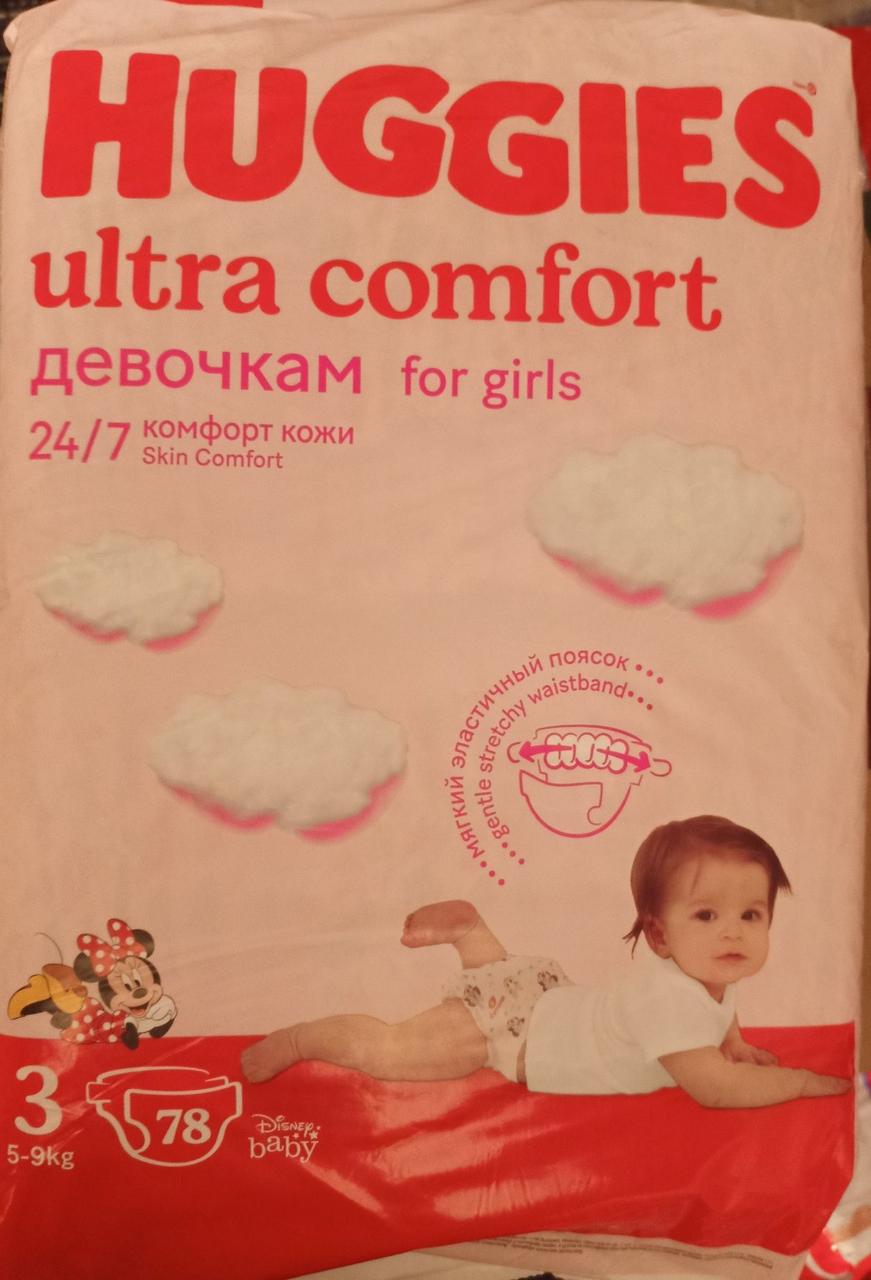 HUGGIES
ultra comfort
девочкам for girls
24/7 комфорт кожи
Skin Comfort
мягкий эластичный поясок
gentle stretchy waistband
3
5-9kg
78
Disney
baby